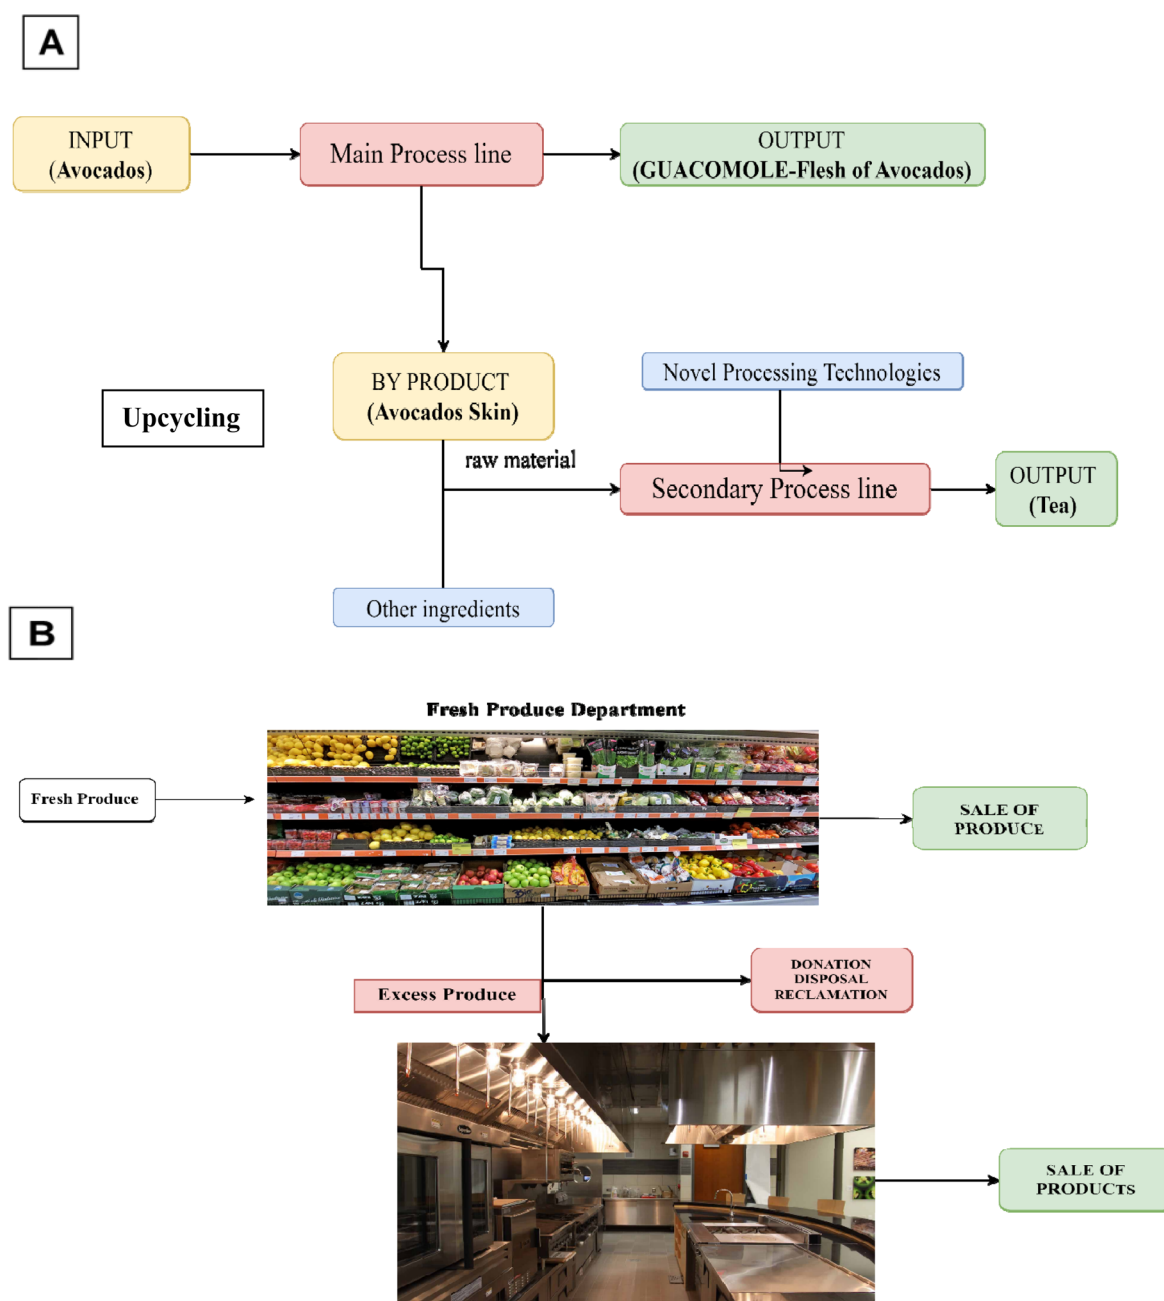 A
INPUT
(Avocados)
Main Process line
OUTPUT
(GUACOMOLE-Flesh of Avocados)
BY PRODUCT
(Avocados Skin)
Novel Processing Technologies
Upcycling
raw material
Secondary Process line
OUTPUT
(Tea)
Other ingredients
B
Fresh Produce Department
Fresh Produce
SALE OF
PRODUCE
Excess Produce
DONATION
DISPOSAL
RECLAMATION
SALE OF
PRODUCTS